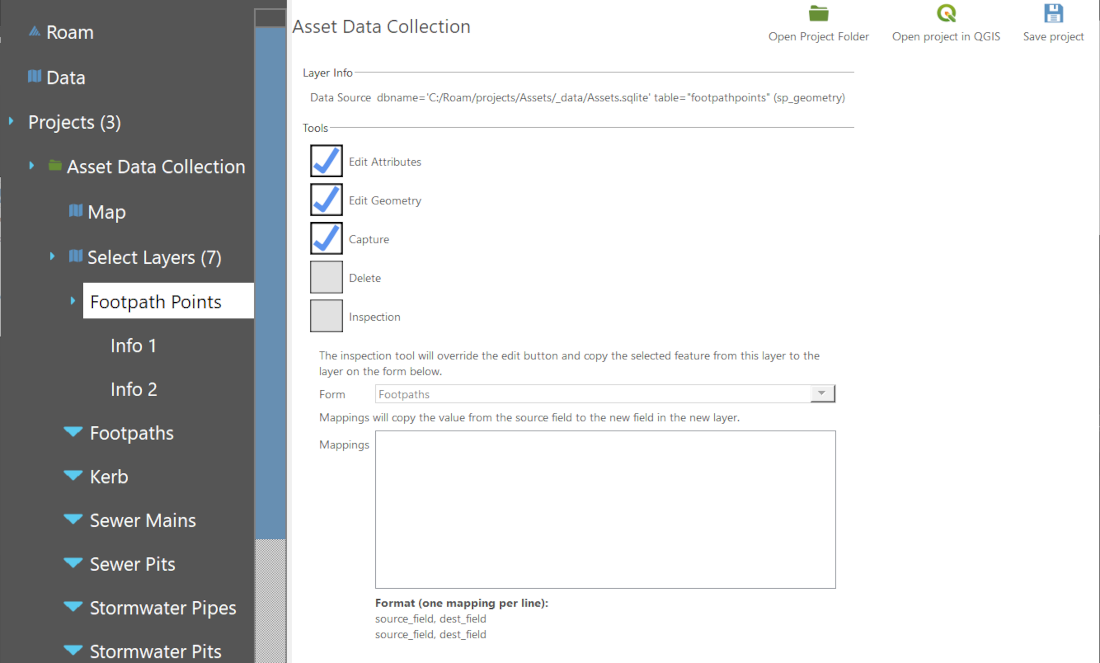 Roam
Data
Projects (3)
Asset Data Collection
Map
Select Layers (7)
Footpath Points
Info 1
Info 2
Footpaths
Kerb
Sewer Mains
Sewer Pits
Stormwater Pipes
Stormwater Pits
Asset Data Collection
Open Project Folder
Open project in QGIS
Save project
Layer Info
Data Source dbname='C:/Roam/projects/Assets/_data/Assets.sqlite' table="footpathpoints" (sp_geometry)
Tools
Edit Attributes
Edit Geometry
Capture
Delete
Inspection
The inspection tool will override the edit button and copy the selected feature from this layer to the
layer on the form below.
Form Footpaths
Mappings will copy the value from the source field to the new field in the new layer.
Mappings
Format (one mapping per line):
source_field, dest_field
source_field, dest_field